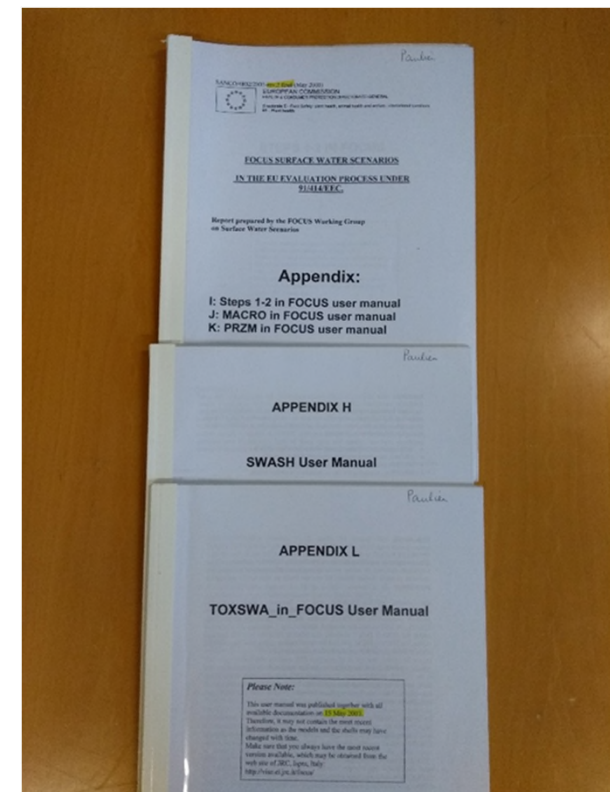 Paulien
EUROPEAN COMMISSION
FOCUS SURFACE WATER SCENARIOS
IN THE EU EVALUATION PROCESS UNDER
91/414/EEC.
Report prepared by the FOCUS Working Group
on Surface Water Scenarios
Appendix:
I: Steps 1-2 in FOCUS user manual
J: MACRO in FOCUS user manual
K: PRZM in FOCUS user manual
Paulien
APPENDIX H
SWASH User Manual
Paulien
APPENDIX L
TOXSWA_in_FOCUS User Manual
Please Note:
This user manual was published together with all
available documentation on 15 May 2003.
Therefore, it may not contain the most recent
information as the models and the shells may have
changed with time.
Make sure that you always have the most recent
version available, which may be obtained from the
web site of JRC, Ispra, Italy: